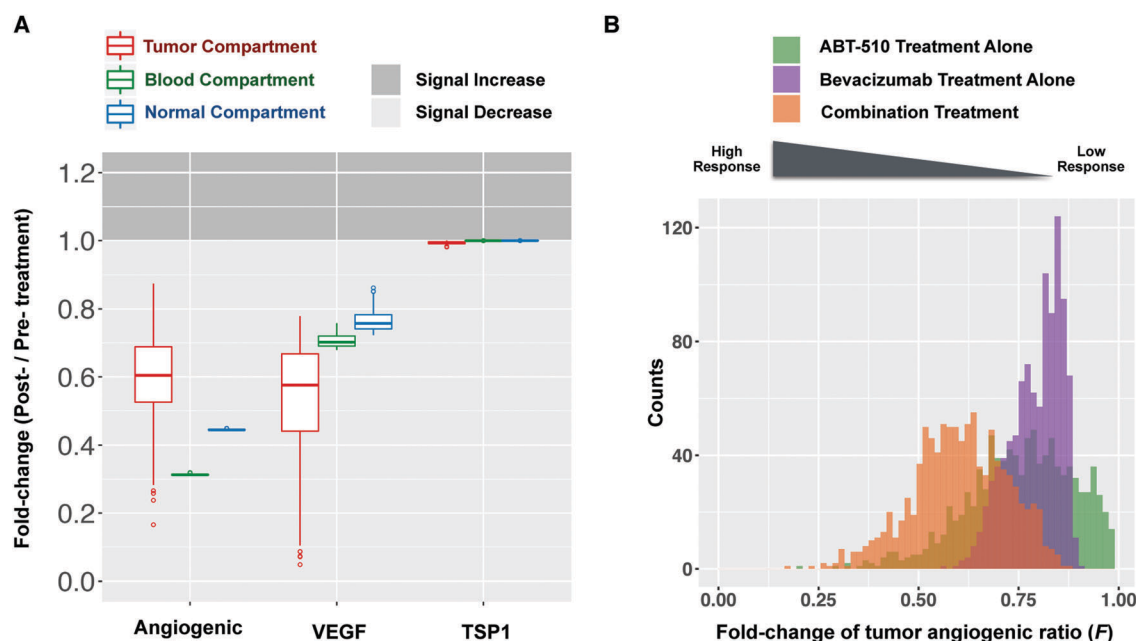 A
Tumor Compartment
Blood Compartment
Normal Compartment
Signal Increase
Signal Decrease
Fold-change (Post- / Pre- treatment)
1.2
1.0
0.8
0.6
0.4
0.2
0.0
Angiogenic
VEGF
TSP1
B
ABT-510 Treatment Alone
Bevacizumab Treatment Alone
Combination Treatment
High
Response
Low
Response
Counts
120
80
40
0
0.00
0.25
0.50
0.75
1.00
Fold-change of tumor angiogenic ratio (F)